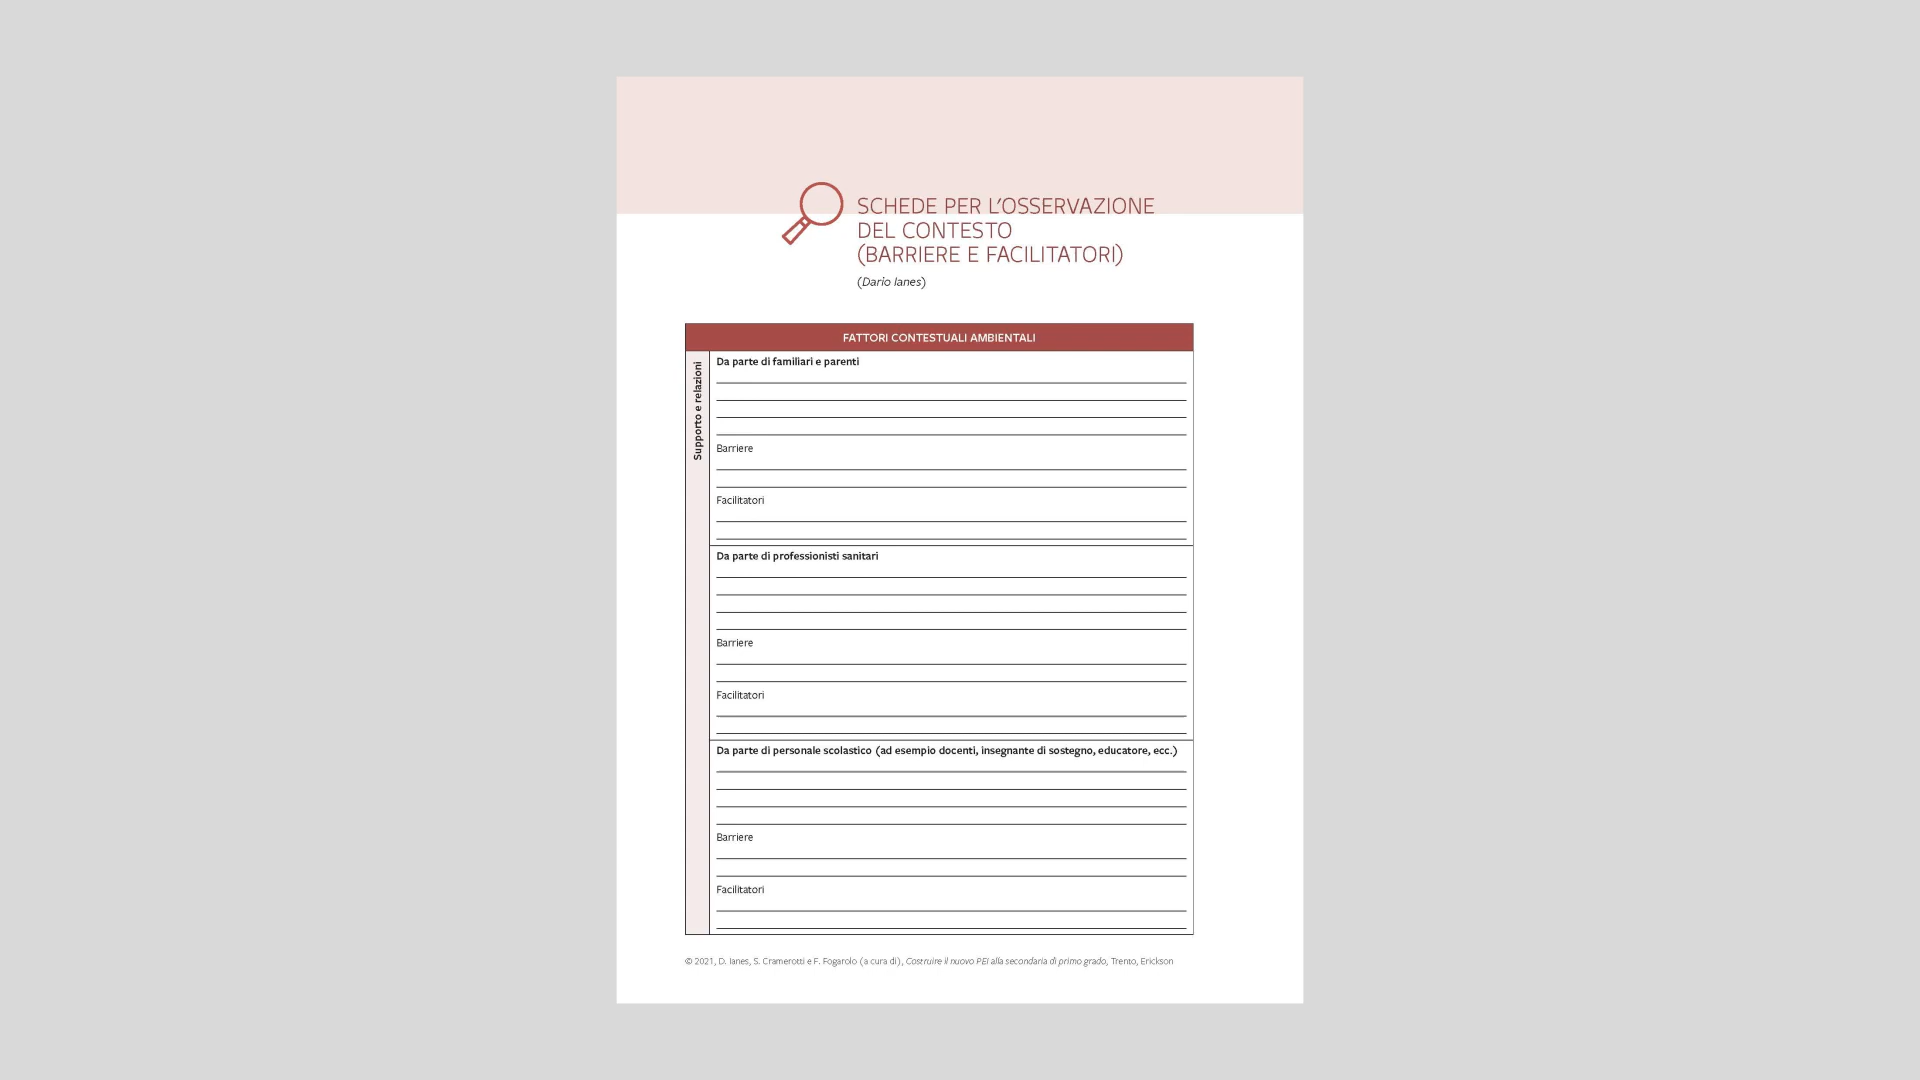 SCHEDE PER L'OSSERVAZIONE
DEL CONTESTO
(BARRIERE E FACILITATORI)
(Dario Ianes)
FATTORI CONTESTUALI AMBIENTALI
Supporto e relazioni
Da parte di familiari e parenti
Barriere
Facilitatori
Da parte di professionisti sanitari
Barriere
Facilitatori
Da parte di personale scolastico (ad esempio docenti, insegnante di sostegno, educatore, ecc.)
Barriere
Facilitatori
© 2021, D. Ianes, S. Cramerotti e F. Fogarolo (a cura di), Costruire il nuovo PEI alla secondaria di primo grado, Trento, Erickson